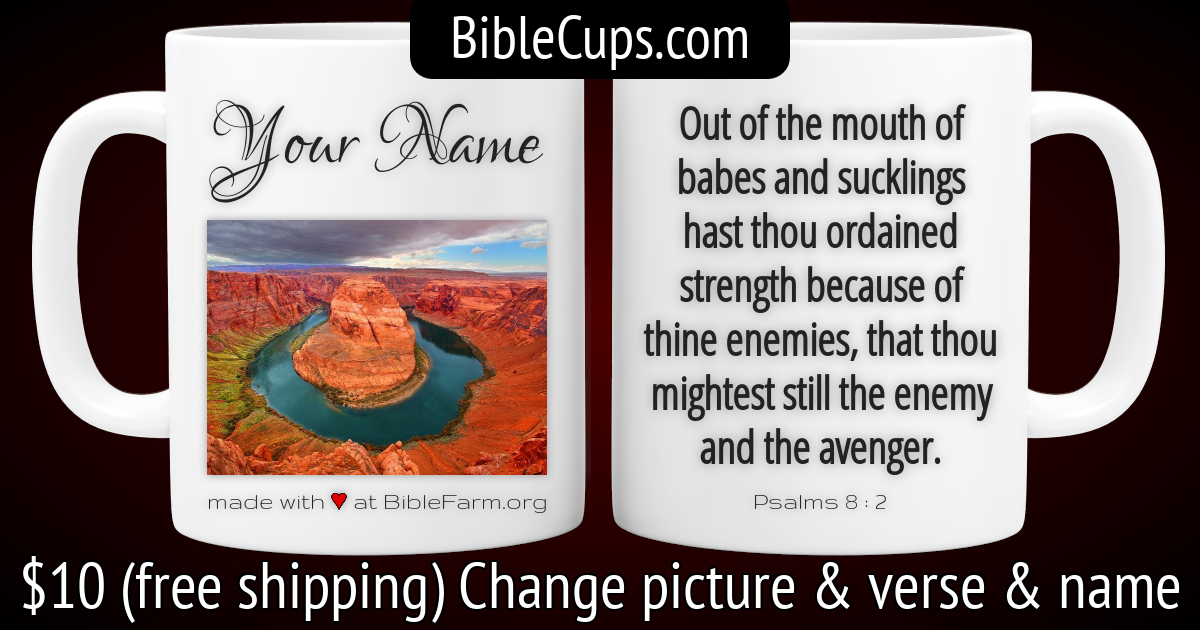 BibleCups.com
Your Name
made with ♥ at BibleFarm.org
Out of the mouth of
babes and sucklings
hast thou ordained
strength because of
thine enemies, that thou
mightest still the enemy
and the avenger.
Psalms 8 : 2
$10 (free shipping) Change picture & verse & name